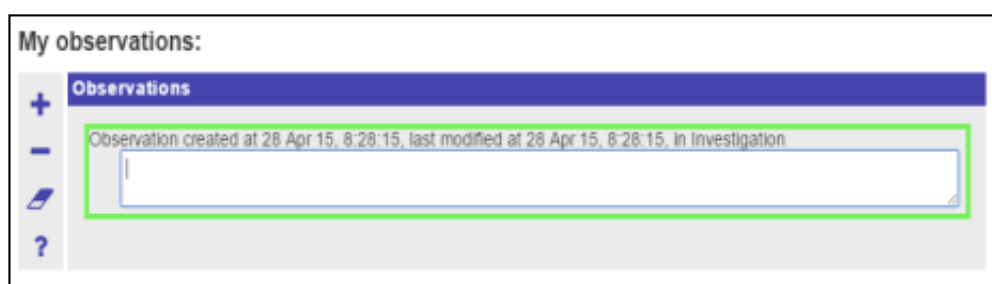 My observations:
Observations
Observation created at 28 Apr 15, 8:28:15, last modified at 28 Apr 15, 8:28:15, in Investigation
+
−
?